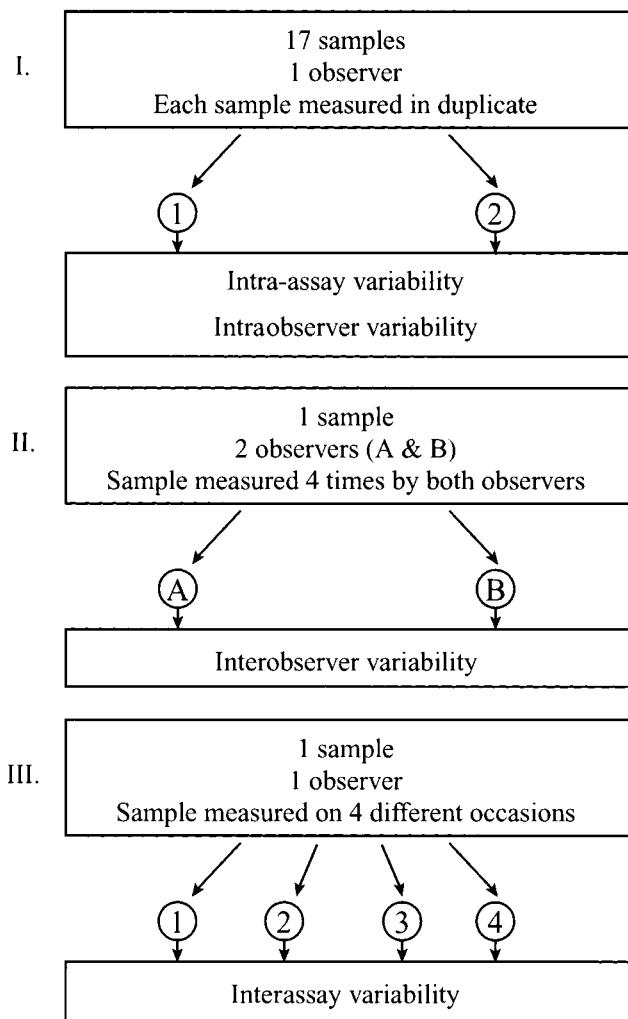 I.
17 samples
1 observer
Each sample measured in duplicate
1 2
Intra-assay variability
Intraobserver variability
II.
1 sample
2 observers (A & B)
Sample measured 4 times by both observers
A B
Interobserver variability
III.
1 sample
1 observer
Sample measured on 4 different occasions
1 2 3 4
Interassay variability